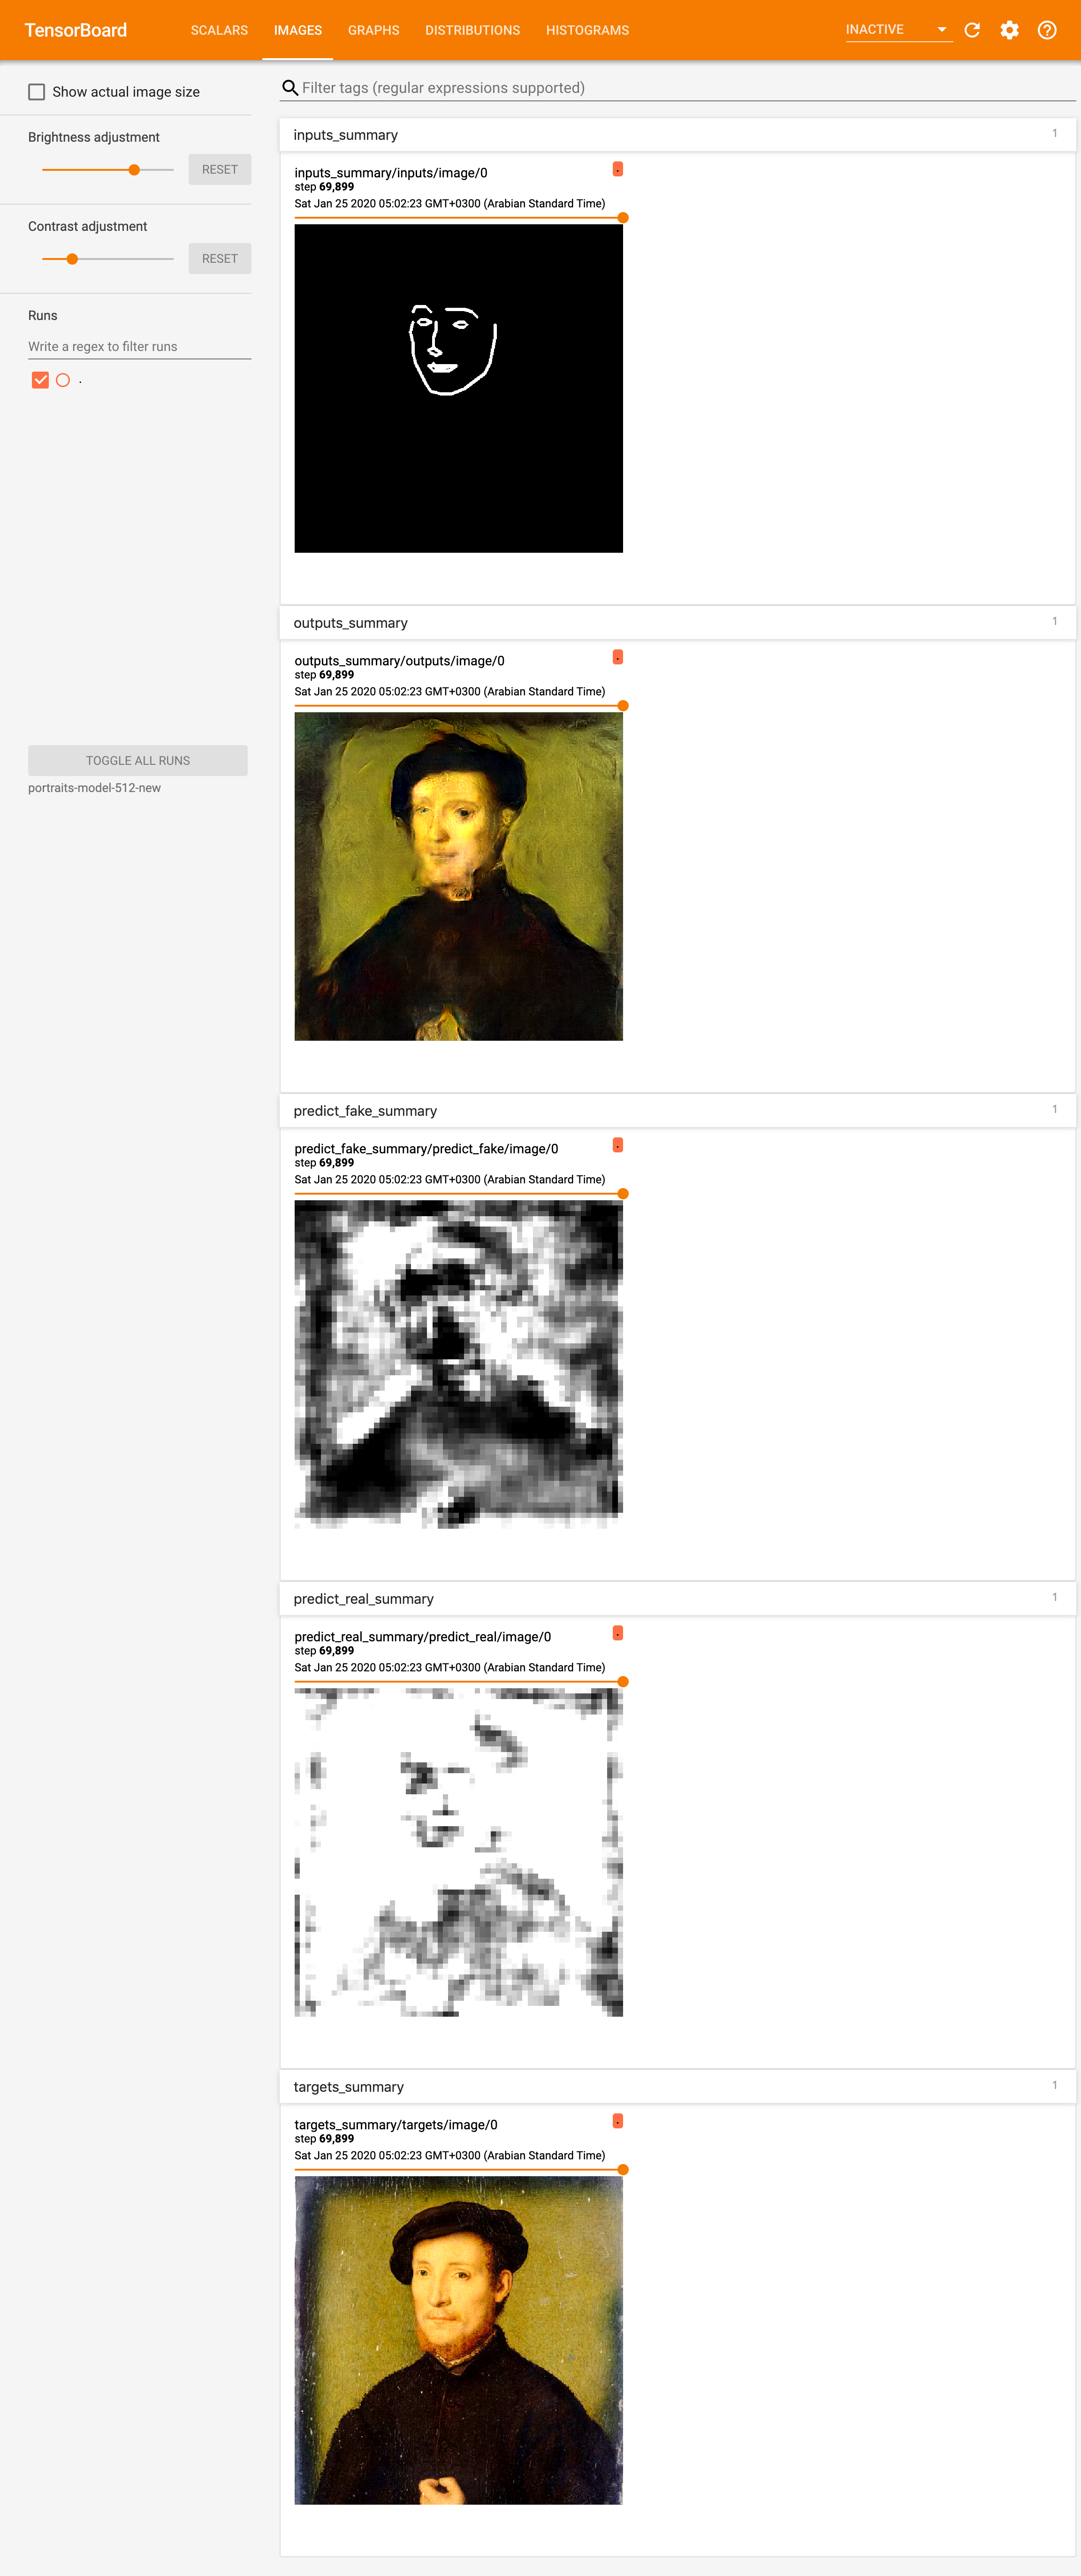 TensorBoard SCALARS IMAGES GRAPHS DISTRIBUTIONS HISTOGRAMS INACTIVE
Show actual image size
Brightness adjustment
RESET
Contrast adjustment
RESET
Runs
Write a regex to filter runs
.
TOGGLE ALL RUNS
portraits-model-512-new
Filter tags (regular expressions supported)
inputs_summary 1
inputs_summary/inputs/image/0 .
step 69,899
Sat Jan 25 2020 05:02:23 GMT+0300 (Arabian Standard Time)
outputs_summary 1
outputs_summary/outputs/image/0 .
step 69,899
Sat Jan 25 2020 05:02:23 GMT+0300 (Arabian Standard Time)
predict_fake_summary 1
predict_fake_summary/predict_fake/image/0 .
step 69,899
Sat Jan 25 2020 05:02:23 GMT+0300 (Arabian Standard Time)
predict_real_summary 1
predict_real_summary/predict_real/image/0 .
step 69,899
Sat Jan 25 2020 05:02:23 GMT+0300 (Arabian Standard Time)
targets_summary 1
targets_summary/targets/image/0 .
step 69,899
Sat Jan 25 2020 05:02:23 GMT+0300 (Arabian Standard Time)